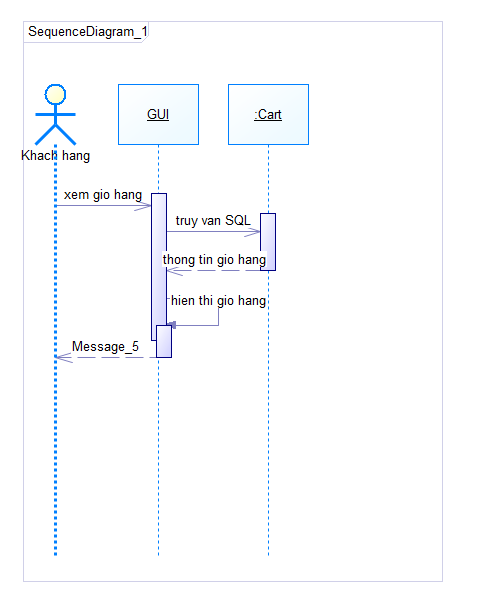 SequenceDiagram_1
GUI
:Cart
Khach hang
xem gio hang
truy van SQL
thong tin gio hang
hien thi gio hang
Message_5